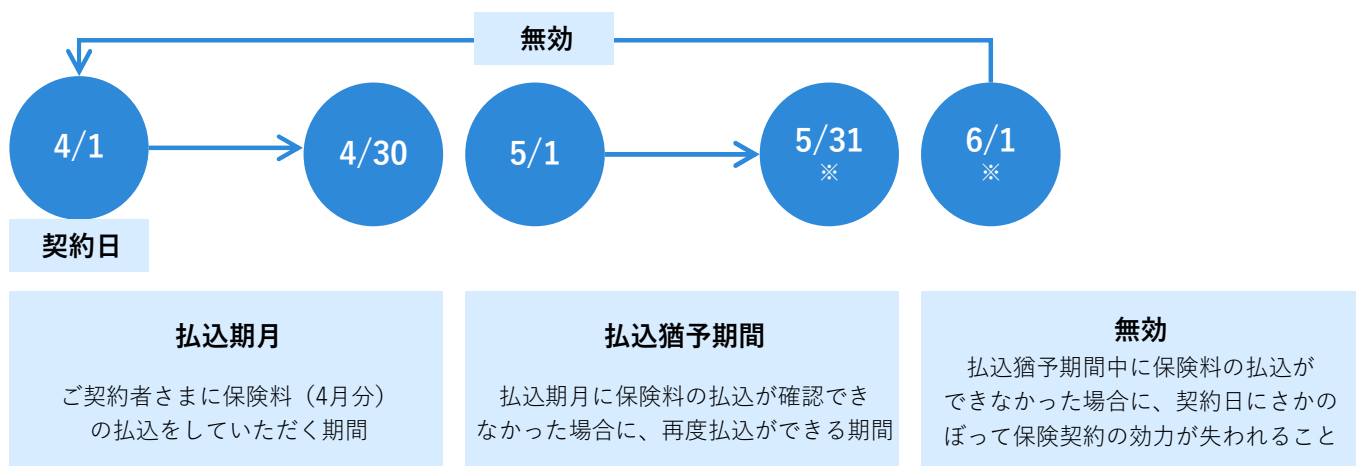 無効
4/1
4/30
5/1
5/31
※
6/1
※
契約日
払込期月
ご契約者さまに保険料（4月分）
の払込をしていただく期間
払込猶予期間
払込期月に保険料の払込が確認でき
なかった場合に、再度払込ができる期間
無効
払込猶予期間中に保険料の払込が
できなかった場合に、契約日にさかの
ぼって保険契約の効力が失われること